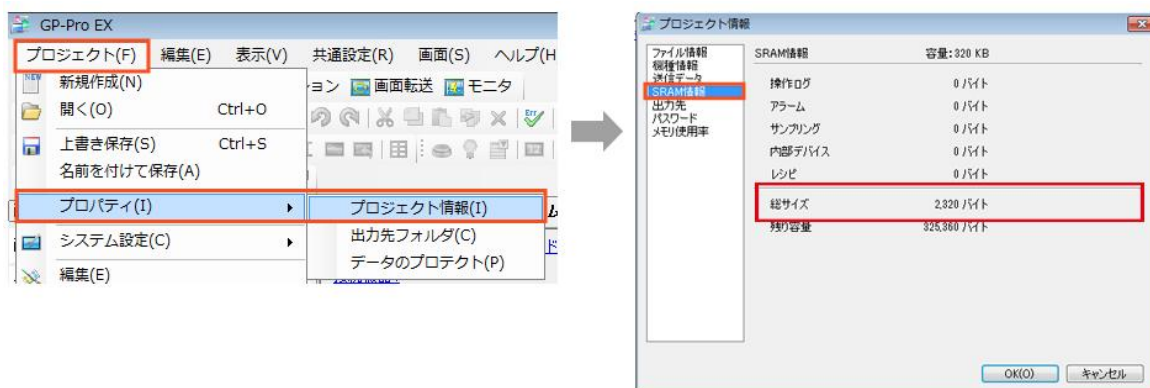 GP-Pro EX
プロジェクト(F) 編集(E) 表示(V) 共通設定(R) 画面(S) ヘルプ(H
新規作成(N)
ション 画面転送 モニタ
開く(O) Ctrl+O
上書き保存(S) Ctrl+S
名前を付けて保存(A)
プロパティ(I) プロジェクト情報(I)
出力先フォルダ(C)
システム設定(C)
データのプロテクト(P)
編集(E)
プロジェクト情報
ファイル情報
機種情報
送信データ
SRAM情報
出力先
パスワード
メモリ使用率
SRAM情報 容量:320 KB
操作ログ 0 バイト
アラーム 0 バイト
サンプリング 0 バイト
内部デバイス 0 バイト
レシピ 0 バイト
総サイズ 2,320 バイト
残り容量 325,360 バイト
OK(O) キャンセル